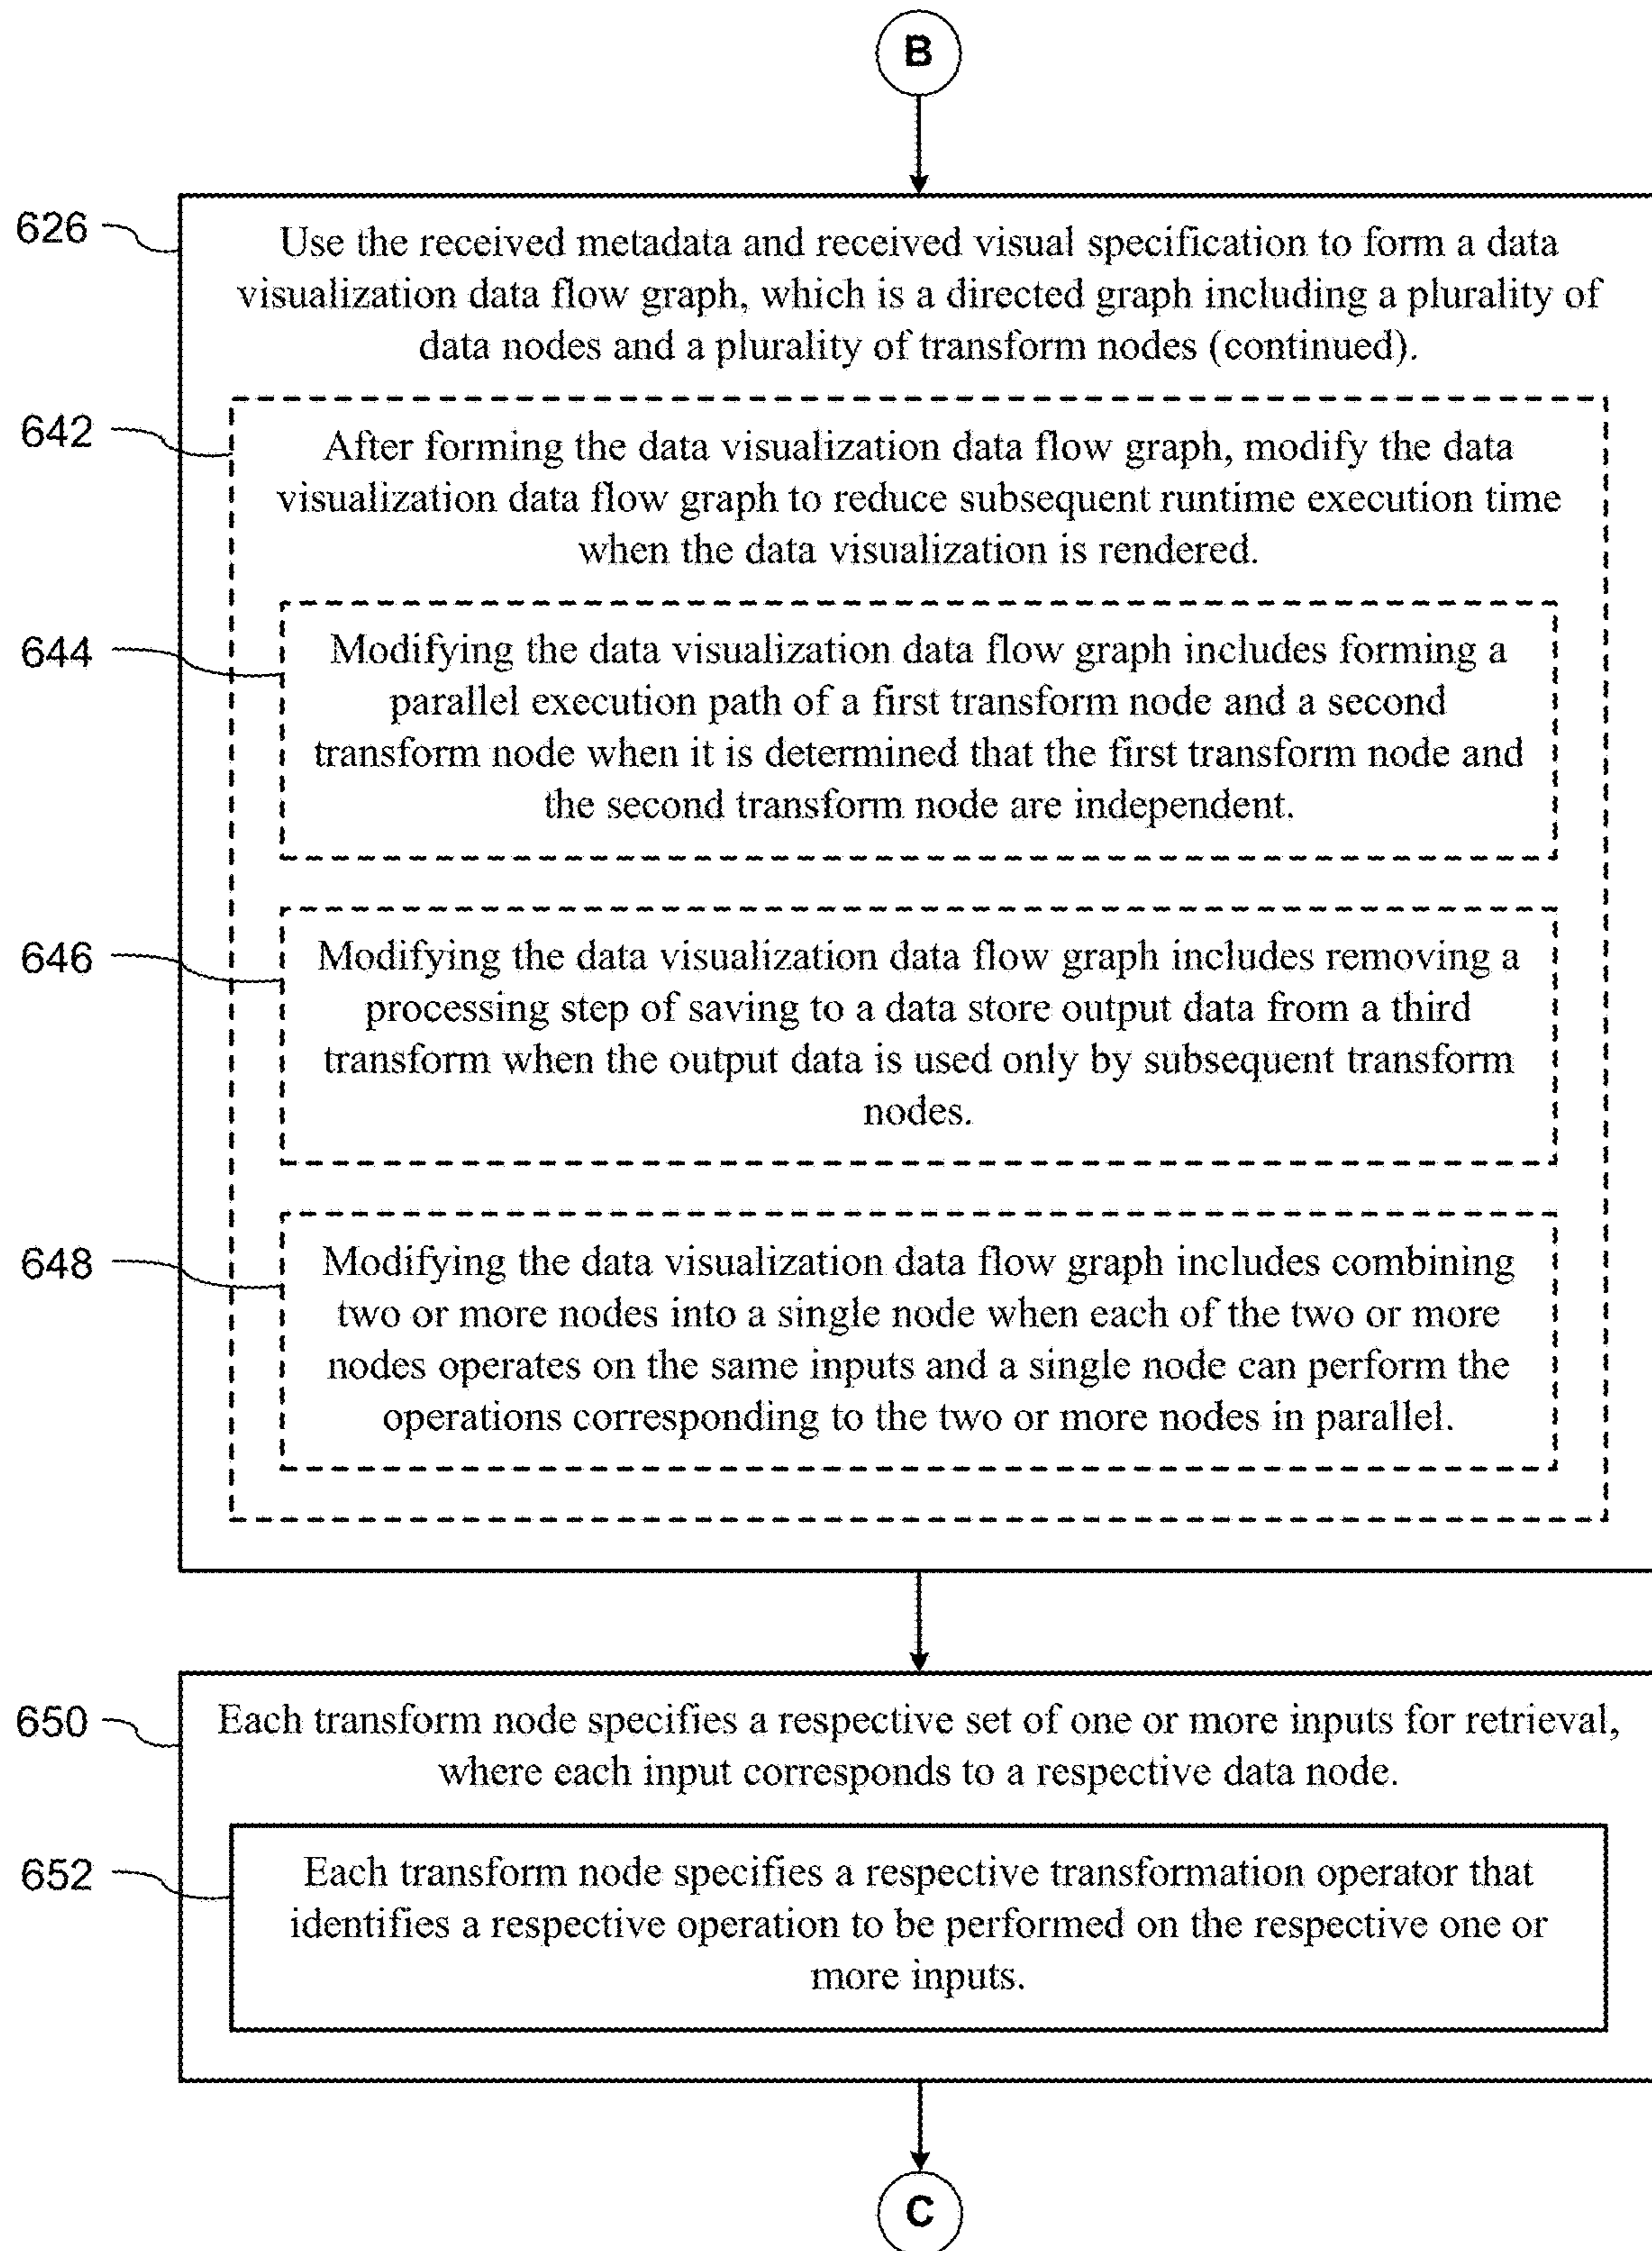 B
626
Use the received metadata and received visual specification to form a data
visualization data flow graph, which is a directed graph including a plurality of
data nodes and a plurality of transform nodes (continued).
642
After forming the data visualization data flow graph, modify the data
visualization data flow graph to reduce subsequent runtime execution time
when the data visualization is rendered.
644
Modifying the data visualization data flow graph includes forming a
parallel execution path of a first transform node and a second
transform node when it is determined that the first transform node and
the second transform node are independent.
646
Modifying the data visualization data flow graph includes removing a
processing step of saving to a data store output data from a third
transform when the output data is used only by subsequent transform
nodes.
648
Modifying the data visualization data flow graph includes combining
two or more nodes into a single node when each of the two or more
nodes operates on the same inputs and a single node can perform the
operations corresponding to the two or more nodes in parallel.
650
Each transform node specifies a respective set of one or more inputs for retrieval,
where each input corresponds to a respective data node.
652
Each transform node specifies a respective transformation operator that
identifies a respective operation to be performed on the respective one or
more inputs.
C